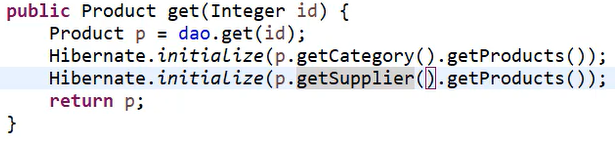 public Product get(Integer id) {
    Product p = dao.get(id);
    Hibernate.initialize(p.getCategory().getProducts());
    Hibernate.initialize(p.getSupplier().getProducts());
    return p;
}